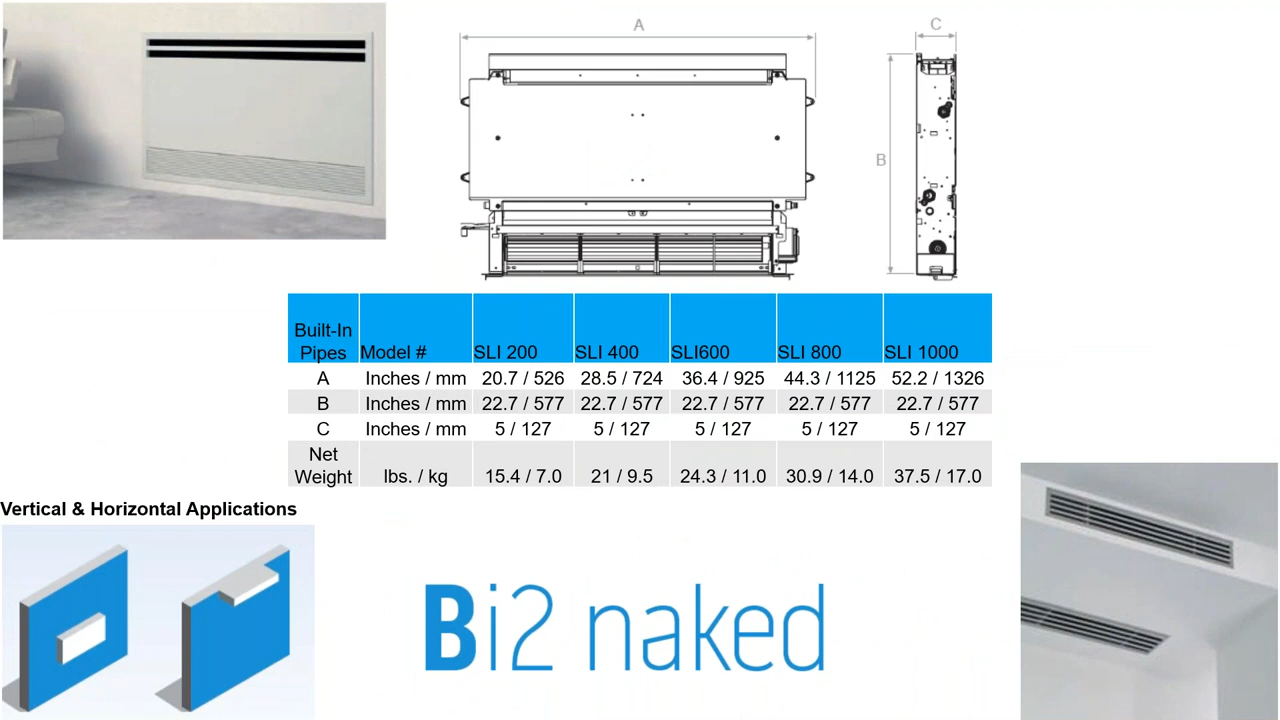 A
C
B
Built-In Pipes Model # SLI 200 SLI 400 SLI600 SLI 800 SLI 1000
A Inches / mm 20.7 / 526 28.5 / 724 36.4 / 925 44.3 / 1125 52.2 / 1326
B Inches / mm 22.7 / 577 22.7 / 577 22.7 / 577 22.7 / 577 22.7 / 577
C Inches / mm 5 / 127 5 / 127 5 / 127 5 / 127 5 / 127
Net Weight lbs. / kg 15.4 / 7.0 21 / 9.5 24.3 / 11.0 30.9 / 14.0 37.5 / 17.0
Vertical & Horizontal Applications
Bi2 naked